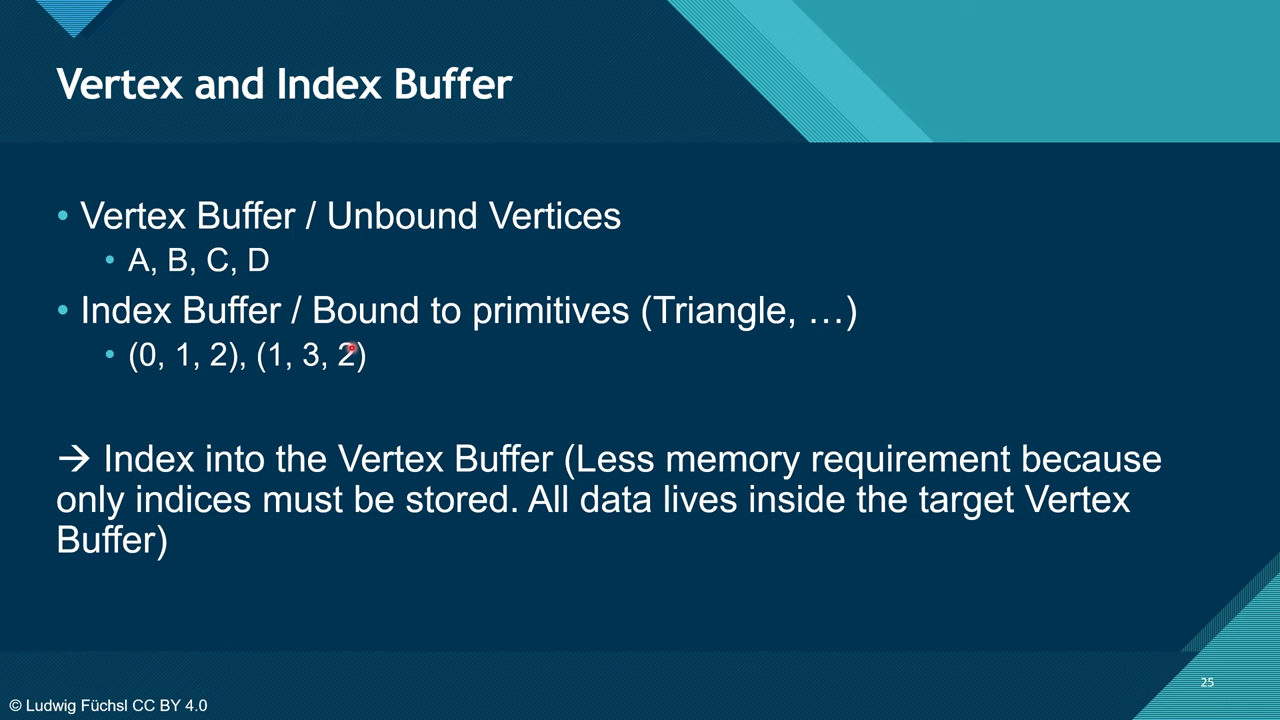 Vertex and Index Buffer
• Vertex Buffer / Unbound Vertices
• A, B, C, D
• Index Buffer / Bound to primitives (Triangle, …)
• (0, 1, 2), (1, 3, 2)
→ Index into the Vertex Buffer (Less memory requirement because
only indices must be stored. All data lives inside the target Vertex
Buffer)
25
© Ludwig Füchsl CC BY 4.0